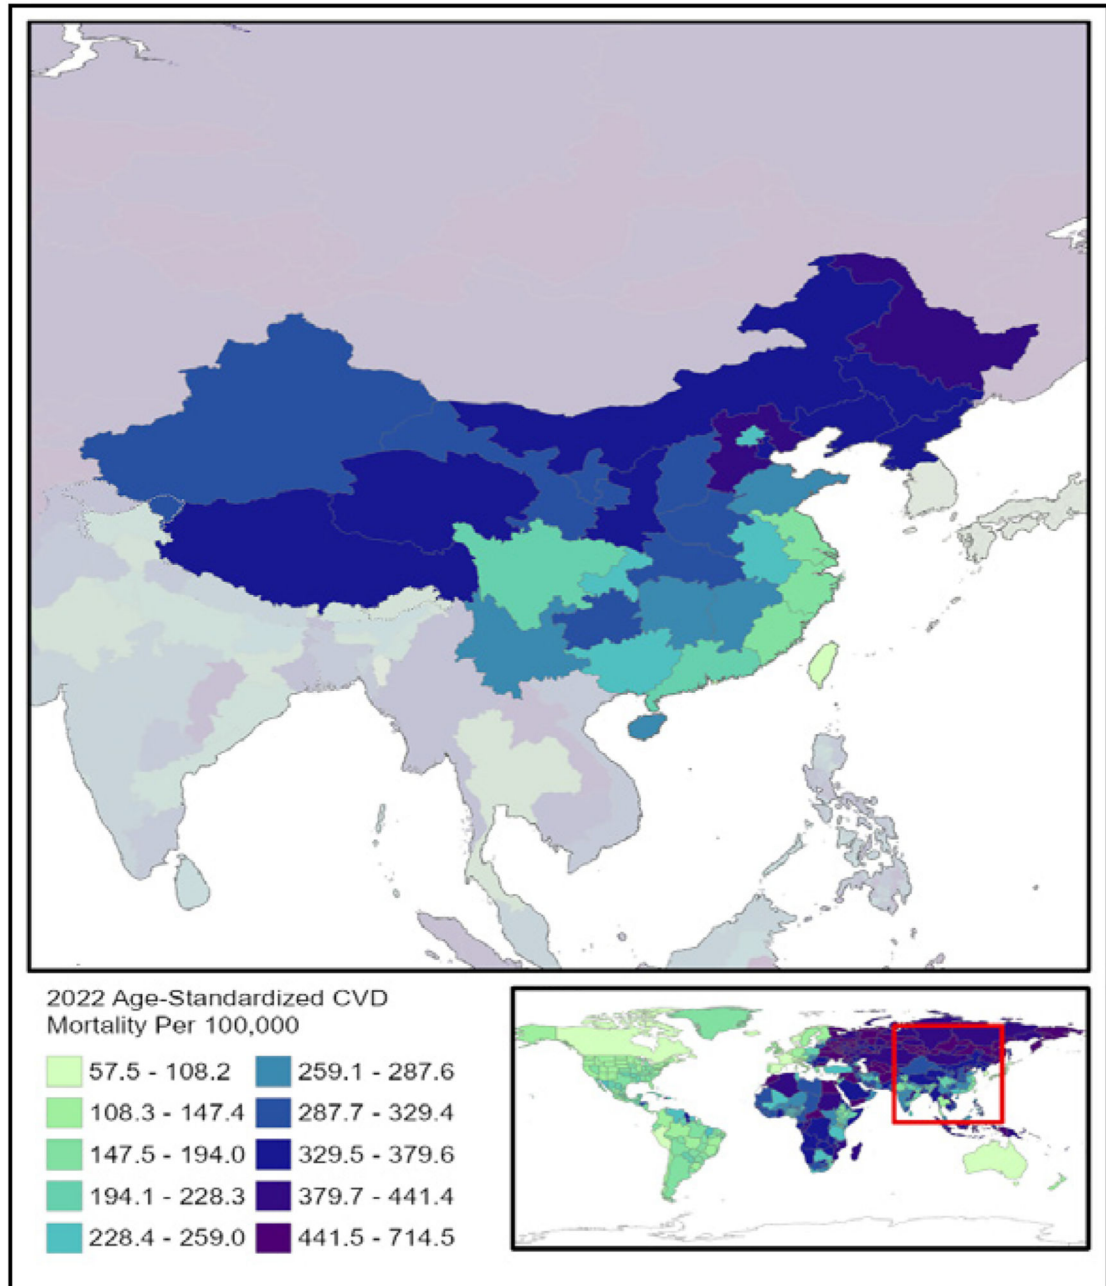 2022 Age-Standardized CVD
Mortality Per 100,000
57.5 - 108.2
108.3 - 147.4
147.5 - 194.0
194.1 - 228.3
228.4 - 259.0
259.1 - 287.6
287.7 - 329.4
329.5 - 379.6
379.7 - 441.4
441.5 - 714.5